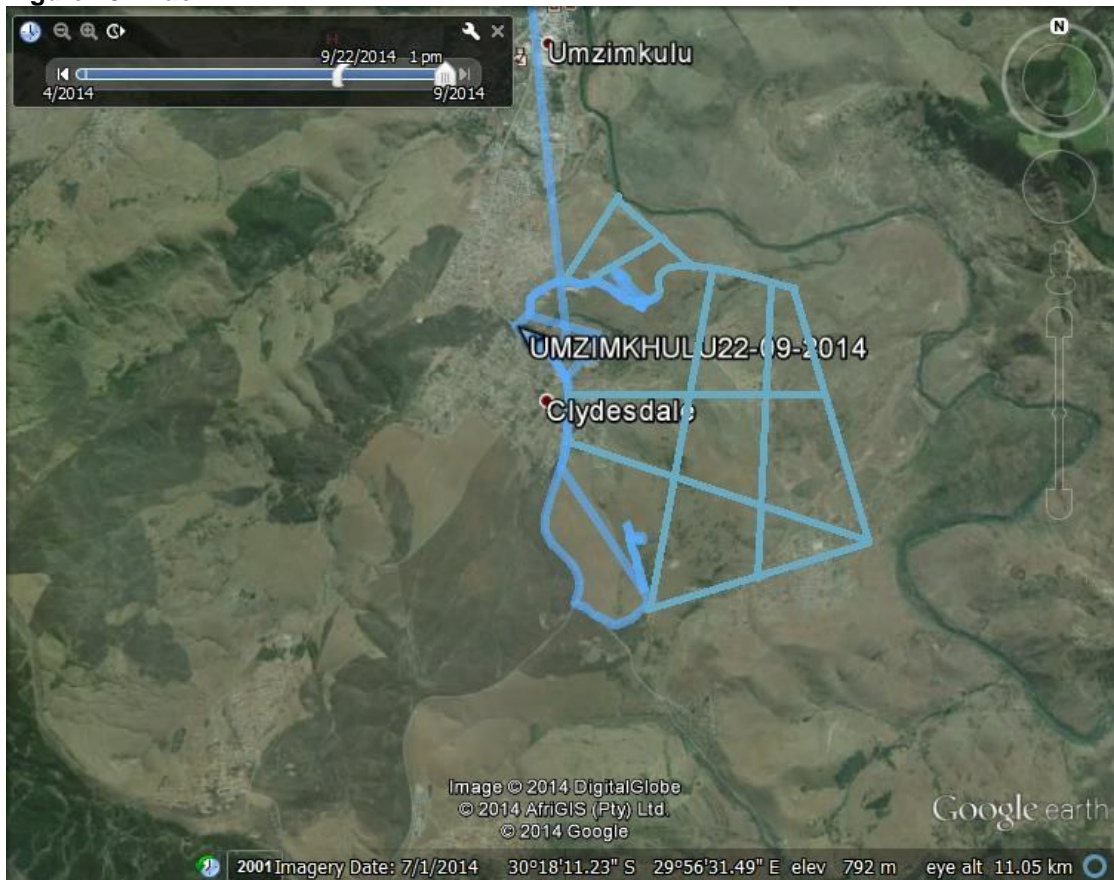 9/22/2014 1 pm
4/2014
9/2014
N
Umzimkulu
UMZIMKHULU22-09-2014
Clydesdale
Image © 2014 DigitalGlobe
© 2014 AfriGIS (Pty) Ltd.
© 2014 Google
Google earth
2001 Imagery Date: 7/1/2014 30°18'11.23" S 29°56'31.49" E elev 792 m eye alt 11.05 km